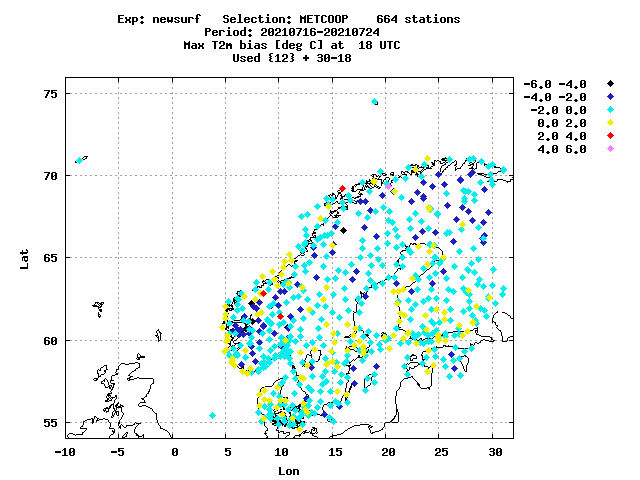 Exp: newsurf Selection: METCOOP 664 stations
Period: 20210716-20210724
Max T2m bias [deg C] at 18 UTC
Used {12} + 30-18
-6.0 -4.0
-4.0 -2.0
-2.0 0.0
0.0 2.0
2.0 4.0
4.0 6.0
75
70
65
60
55
Lat
-10 -5 0 5 10 15 20 25 30
Lon